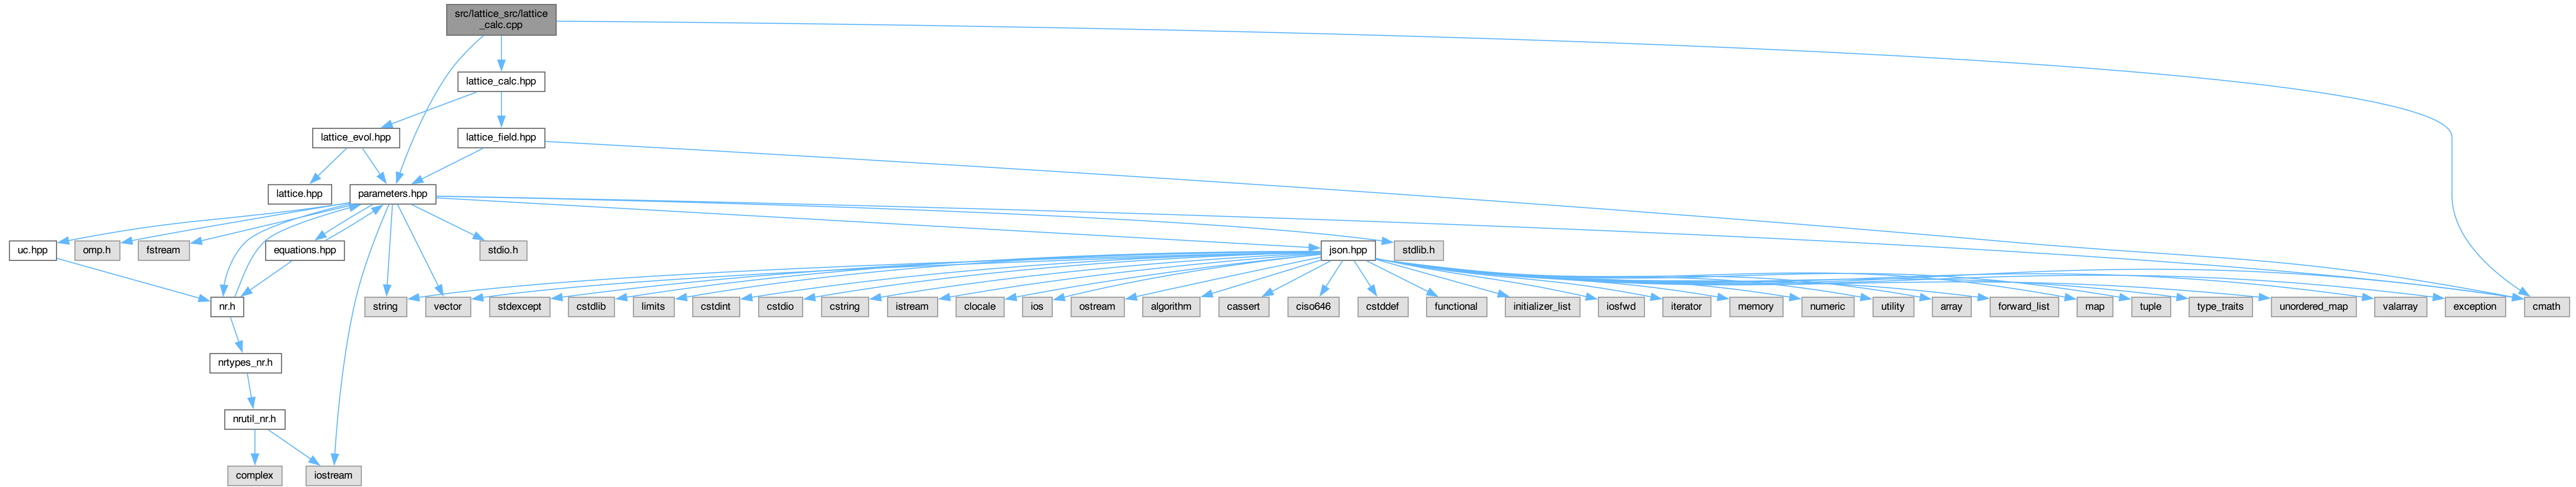 src/lattice_src/lattice
_calc.cpp
lattice_calc.hpp
lattice_evol.hpp
lattice_field.hpp
lattice.hpp
parameters.hpp
uc.hpp
omp.h
fstream
equations.hpp
stdio.h
json.hpp
stdlib.h
nr.h
string
vector
stdexcept
cstdlib
limits
cstdint
cstdio
cstring
istream
clocale
ios
ostream
algorithm
cassert
ciso646
cstddef
functional
initializer_list
iosfwd
iterator
memory
numeric
utility
array
forward_list
map
tuple
type_traits
unordered_map
valarray
exception
cmath
nrtypes_nr.h
nrutil_nr.h
complex
iostream